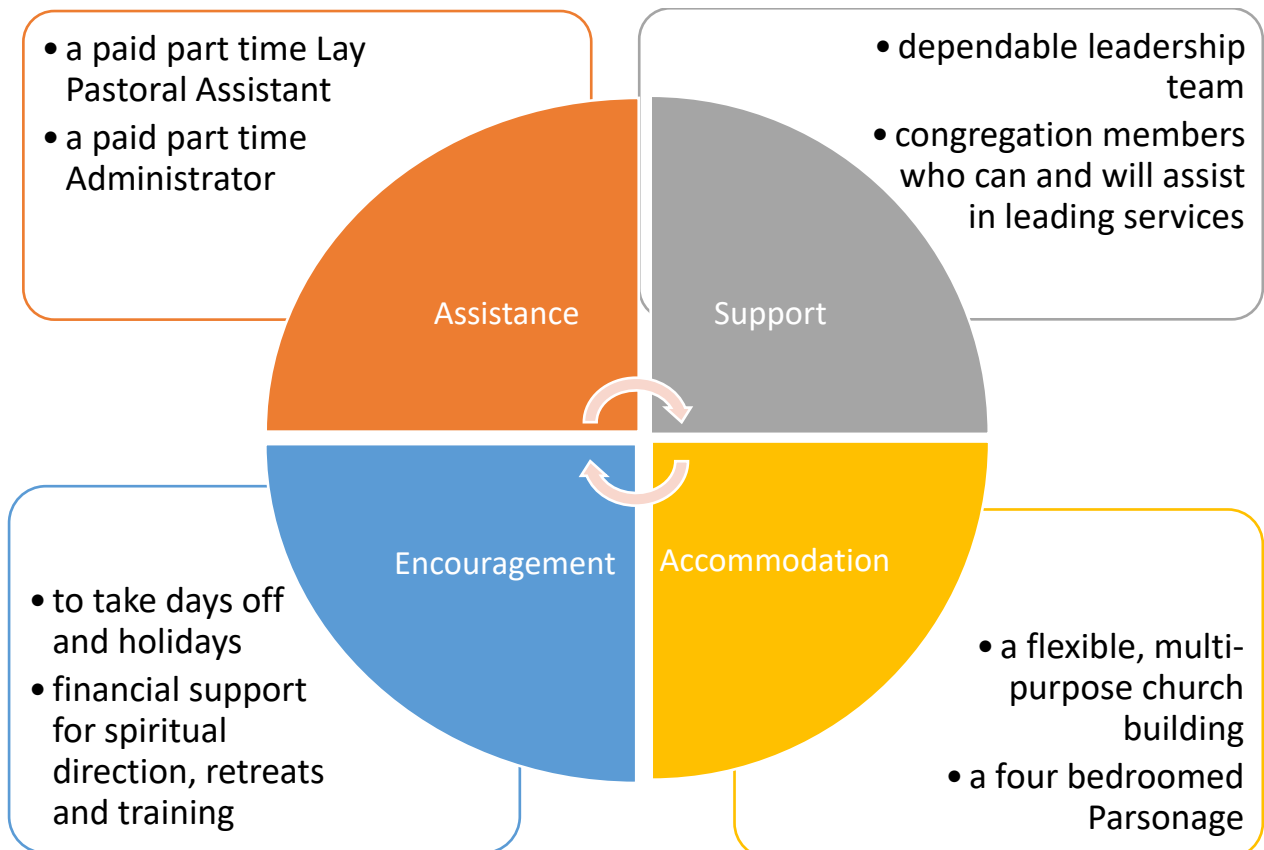 • a paid part time Lay
Pastoral Assistant
• a paid part time
Administrator
• dependable leadership
team
• congregation members
who can and will assist
in leading services
Assistance
Support
Encouragement
Accommodation
• to take days off
and holidays
• financial support
for spiritual
direction, retreats
and training
• a flexible, multi-
purpose church
building
• a four bedroomed
Parsonage